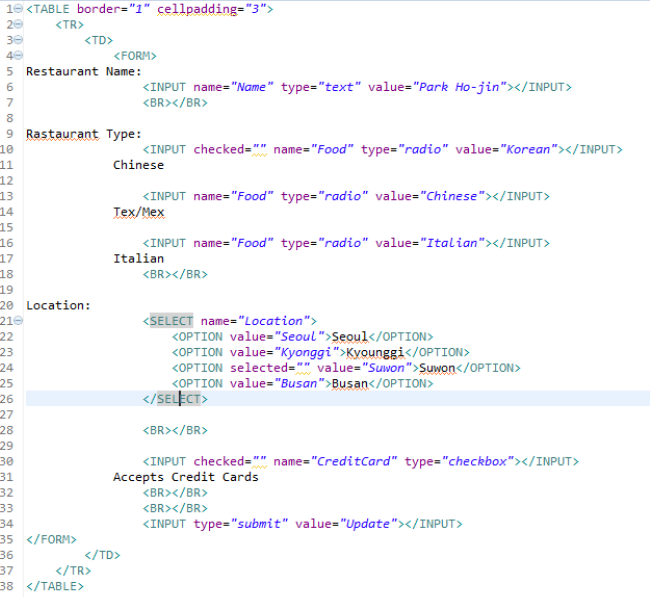 1 <TABLE border="1" cellpadding="3">
2 <TR>
3 <TD>
4 <FORM>
5 Restaurant Name:
6 <INPUT name="Name" type="text" value="Park Ho-jin"></INPUT>
7 <BR></BR>
8
9 Rastaurant Type:
10 <INPUT checked="" name="Food" type="radio" value="Korean"></INPUT>
11 Chinese
12
13 <INPUT name="Food" type="radio" value="Chinese"></INPUT>
14 Tex/Mex
15
16 <INPUT name="Food" type="radio" value="Italian"></INPUT>
17 Italian
18 <BR></BR>
19
20 Location:
21 <SELECT name="Location">
22 <OPTION value="Seoul">Seoul</OPTION>
23 <OPTION value="Kyonggi">Kyounggi</OPTION>
24 <OPTION selected="" value="Suwon">Suwon</OPTION>
25 <OPTION value="Busan">Busan</OPTION>
26 </SELECT>
27
28 <BR></BR>
29
30 <INPUT checked="" name="CreditCard" type="checkbox"></INPUT>
31 Accepts Credit Cards
32 <BR></BR>
33 <BR></BR>
34 <INPUT type="submit" value="Update"></INPUT>
35 </FORM>
36 </TD>
37 </TR>
38 </TABLE>